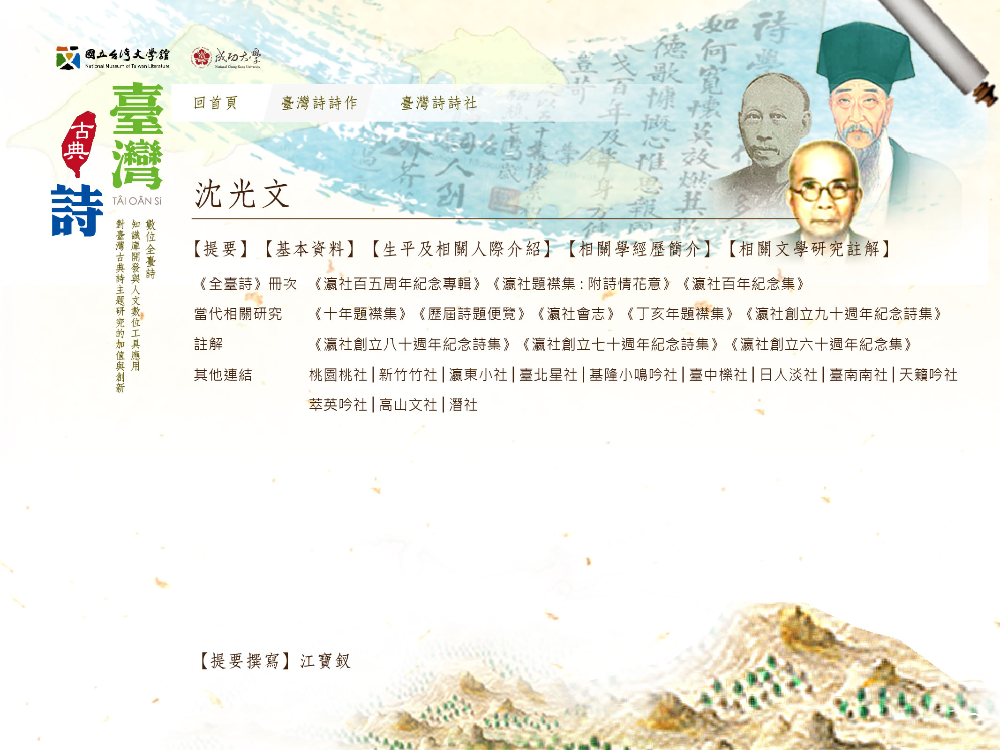 國立台灣文學館
National Museum of Taiwan Literature
成功大學
National Cheng Kung University
臺灣
古典
詩
TÂI OÂN Si
數位全臺詩
知識庫開發與人文數位工具應用
對臺灣古典詩主題研究的加值與創新
回首頁 臺灣詩詩作 臺灣詩詩社
沈光文
【提要】【基本資料】【生平及相關人際介紹】【相關學經歷簡介】【相關文學研究註解】
《全臺詩》冊次 《瀛社百五周年紀念專輯》《瀛社題襟集:附詩情花意》《瀛社百年紀念集》
當代相關研究 《十年題襟集》《歷屆詩題便覽》《瀛社會志》《丁亥年題襟集》《瀛社創立九十週年紀念詩集》
註解 《瀛社創立八十週年紀念詩集》《瀛社創立七十週年紀念詩集》《瀛社創立六十週年紀念集》
其他連結 桃園桃社|新竹竹社|瀛東小社|臺北星社|基隆小鳴吟社|臺中櫟社|日人淡社|臺南南社|天籟吟社
萃英吟社|高山文社|潛社
【提要撰寫】江寶釵